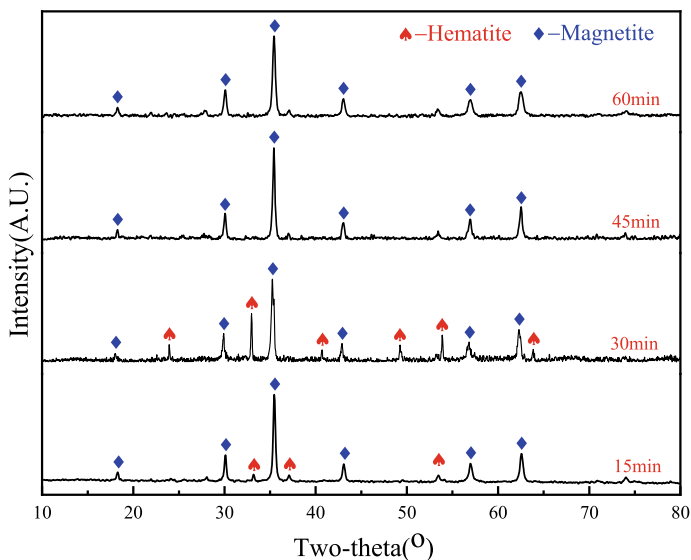 Hematite Magnetite
60min
45min
30min
15min
Intensity(A.U.)
10 20 30 40 50 60 70 80
Two-theta(°)